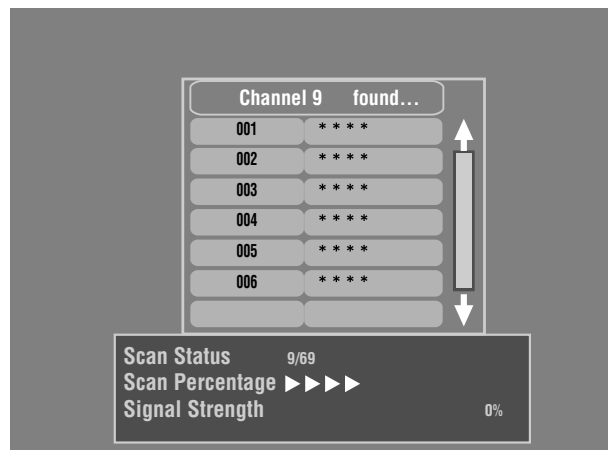 Channel 9 found...
001 * * * *
002 * * * *
003 * * * *
004 * * * *
005 * * * *
006 * * * *
Scan Status 9/69
Scan Percentage
Signal Strength 0%